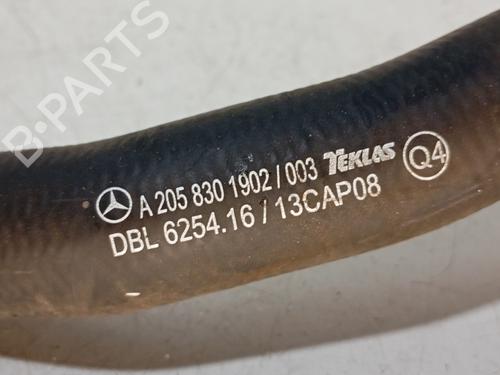 B-PARTS
A 205 830 1902 / 003 TEKLAS Q4
DBL 6254.16 / 13CAP08